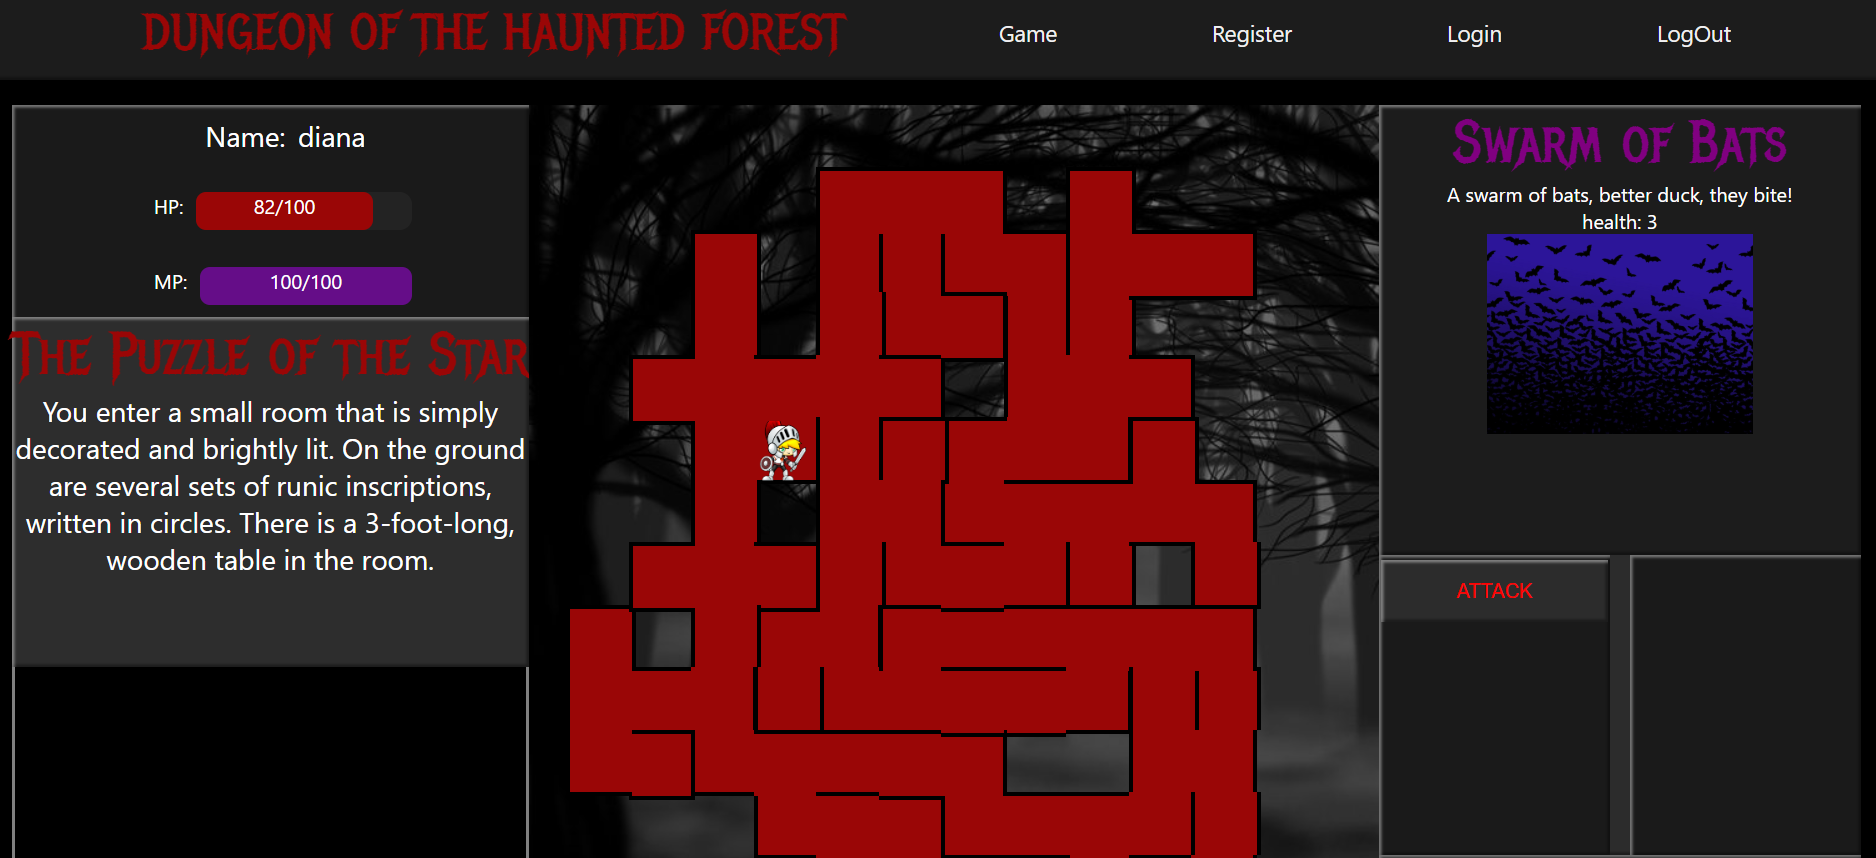 DUNGEON OF THE HAUNTED FOREST
Game
Register
Login
LogOut
Name: diana
HP:
82/100
MP:
100/100
THE PUZZLE OF THE STAR
You enter a small room that is simply
decorated and brightly lit. On the ground
are several sets of runic inscriptions,
written in circles. There is a 3-foot-long,
wooden table in the room.
SWARM OF BATS
A swarm of bats, better duck, they bite!
health: 3
ATTACK